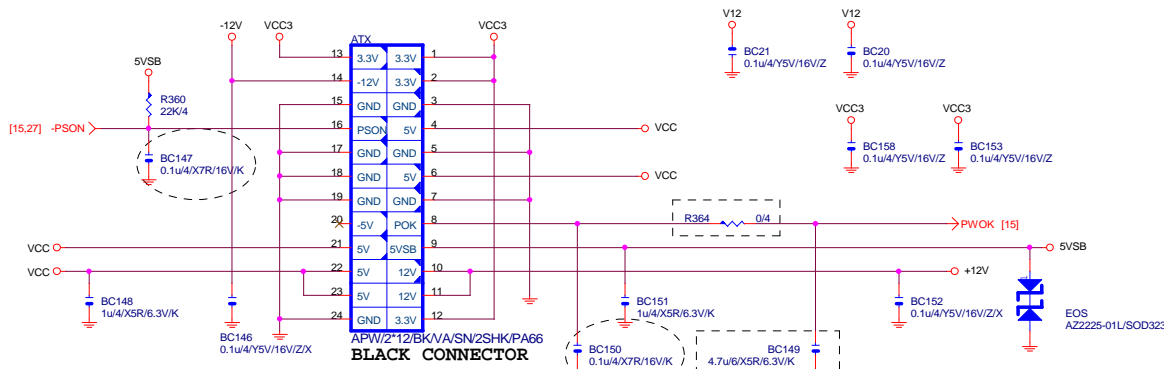 -12V VCC3 VCC3 V12 V12
ATX
BC21
0.1u/4/Y5V/16V/Z
BC20
0.1u/4/Y5V/16V/Z
13 3.3V 3.3V 1
5VSB
14 -12V 3.3V 2
R360
22K/4
15 GND GND 3
VCC3 VCC3
[15,27] -PSON 16 PSON 5V 4 VCC
BC147
0.1u/4/X7R/16V/K
17 GND GND 5
BC158
0.1u/4/Y5V/16V/Z
BC153
0.1u/4/Y5V/16V/Z
18 GND 5V 6 VCC
19 GND GND 7
20 -5V POK 8 R364 0/4 PWOK [15]
VCC 21 5V 5VSB 9 5VSB
VCC 22 5V 12V 10 +12V
23 5V 12V 11
24 GND 3.3V 12
BC148
1u/4/X5R/6.3V/K
BC146
0.1u/4/Y5V/16V/Z/X
BC151
1u/4/X5R/6.3V/K
BC152
0.1u/4/Y5V/16V/Z/X
EOS
AZ2225-01L/SOD323
APW/2*12/BK/VA/SN/2SHK/PA66
BLACK CONNECTOR
BC150
0.1u/4/X7R/16V/K
BC149
4.7u/6/X5R/6.3V/K